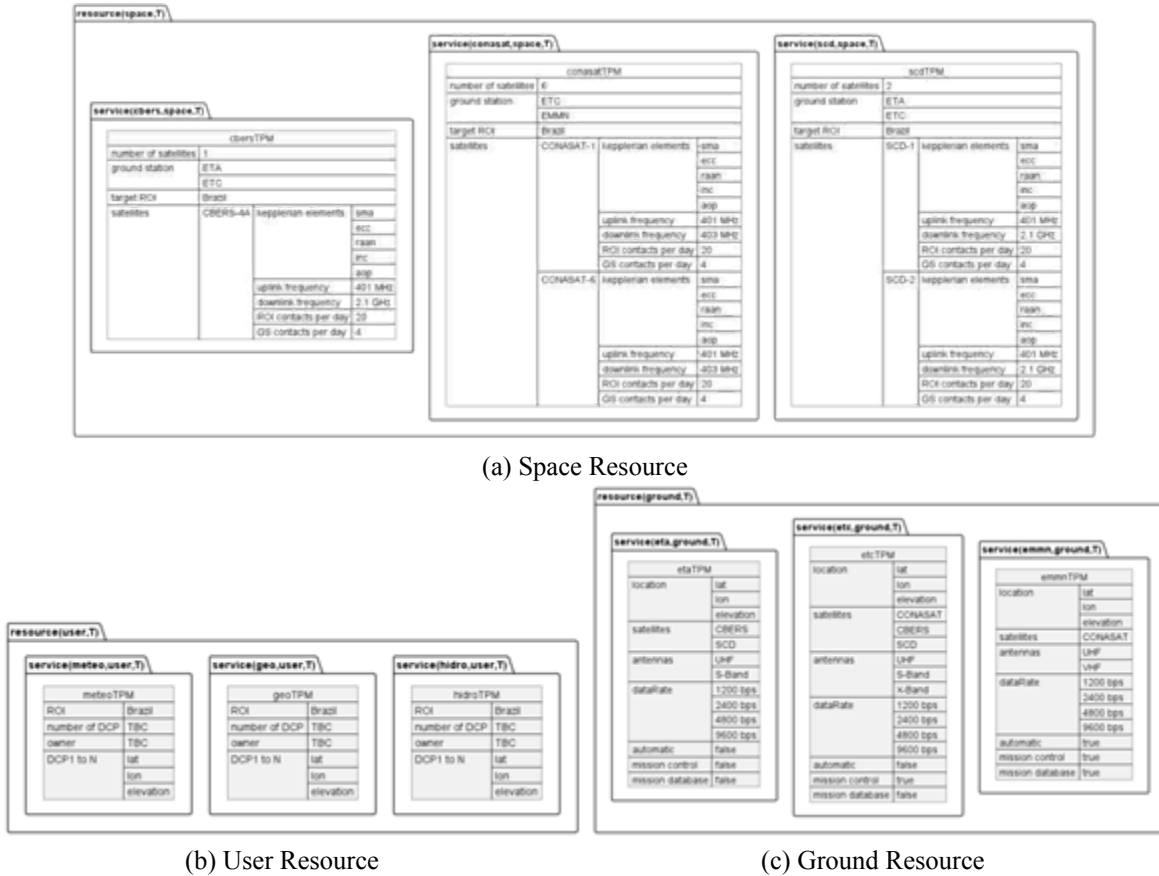 resource(space,T)
service(cbers,space,T)
cbersTPM
number of satellites 1
ground station ETA
ETC
target ROI Brazil
satellites CBERS-4A kepplerian elements sma
ecc
raan
inc
aop
uplink frequency 401 MHz
downlink frequency 2.1 GHz
ROI contacts per day 20
GS contacts per day 4
service(conasat,space,T)
conasatTPM
number of satellites 6
ground station ETC
EMMN
target ROI Brazil
satellites CONASAT-1 kepplerian elements sma
ecc
raan
inc
aop
uplink frequency 401 MHz
downlink frequency 403 MHz
ROI contacts per day 20
GS contacts per day 4
CONASAT-6 kepplerian elements sma
ecc
raan
inc
aop
uplink frequency 401 MHz
downlink frequency 403 MHz
ROI contacts per day 20
GS contacts per day 4
service(scd,space,T)
scdTPM
number of satellites 2
ground station ETA
ETC
target ROI Brazil
satellites SCD-1 kepplerian elements sma
ecc
raan
inc
aop
uplink frequency 401 MHz
downlink frequency 2.1 GHz
ROI contacts per day 20
GS contacts per day 4
SCD-2 kepplerian elements sma
ecc
raan
inc
aop
uplink frequency 401 MHz
downlink frequency 2.1 GHz
ROI contacts per day 20
GS contacts per day 4
(a) Space Resource
resource(user,T)
service(meteo,user,T)
meteoTPM
ROI Brazil
number of DCP TBC
owner TBC
DCP1 to N lat
lon
elevation
service(geo,user,T)
geoTPM
ROI Brazil
number of DCP TBC
owner TBC
DCP1 to N lat
lon
elevation
service(hidro,user,T)
hidroTPM
ROI Brazil
number of DCP TBC
owner TBC
DCP1 to N lat
lon
elevation
(b) User Resource
resource(ground,T)
service(eta,ground,T)
etaTPM
location lat
lon
elevation
satellites CBERS
SCD
antennas UHF
S-Band
dataRate 1200 bps
2400 bps
4800 bps
9600 bps
automatic false
mission control false
mission database false
service(etc,ground,T)
etcTPM
location lat
lon
elevation
satellites CONASAT
CBERS
SCD
antennas UHF
S-Band
X-Band
dataRate 1200 bps
2400 bps
4800 bps
9600 bps
automatic false
mission control true
mission database false
service(emmn,ground,T)
emmnTPM
location lat
lon
elevation
satellites CONASAT
antennas UHF
VHF
dataRate 1200 bps
2400 bps
4800 bps
9600 bps
automatic true
mission control true
mission database true
(c) Ground Resource